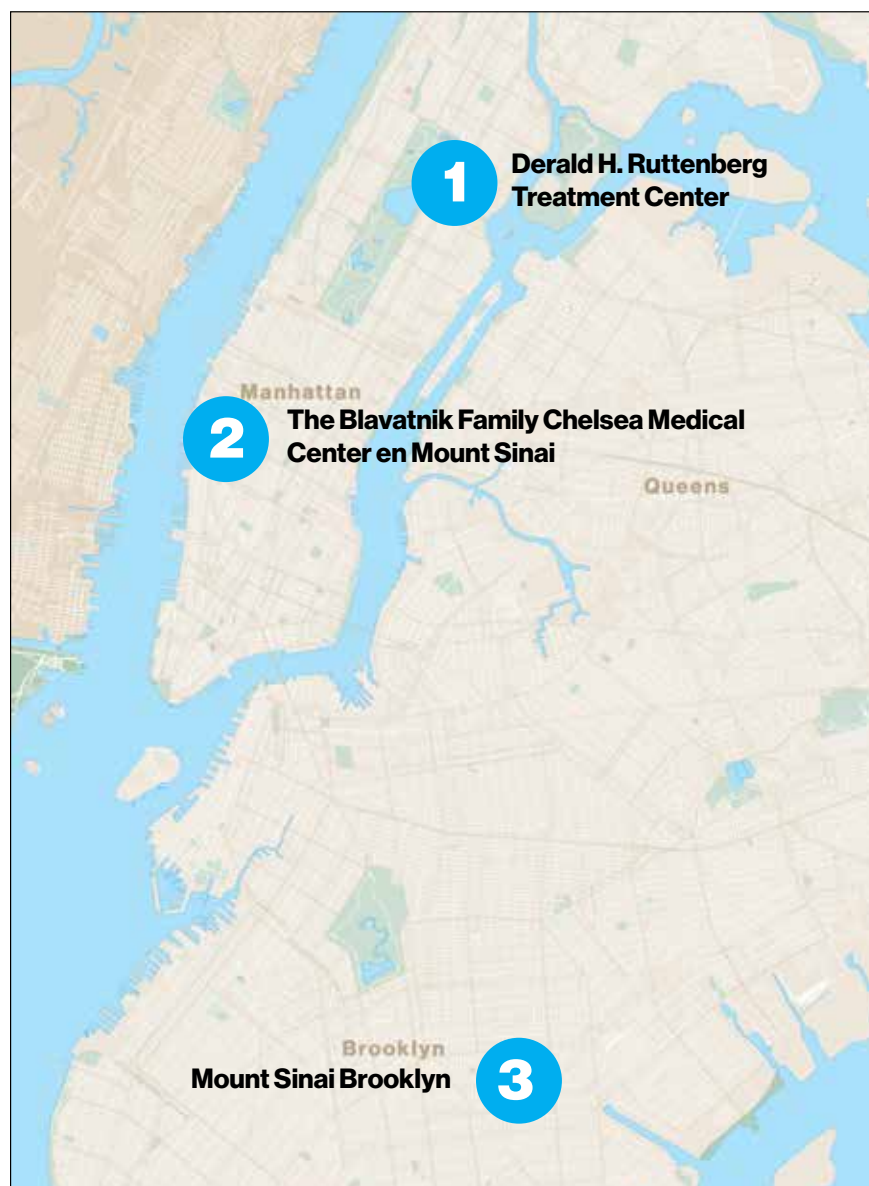 1
Derald H. Ruttenberg
Treatment Center
Manhattan
2
The Blavatnik Family Chelsea Medical
Center en Mount Sinai
Queens
Brooklyn
Mount Sinai Brooklyn
3